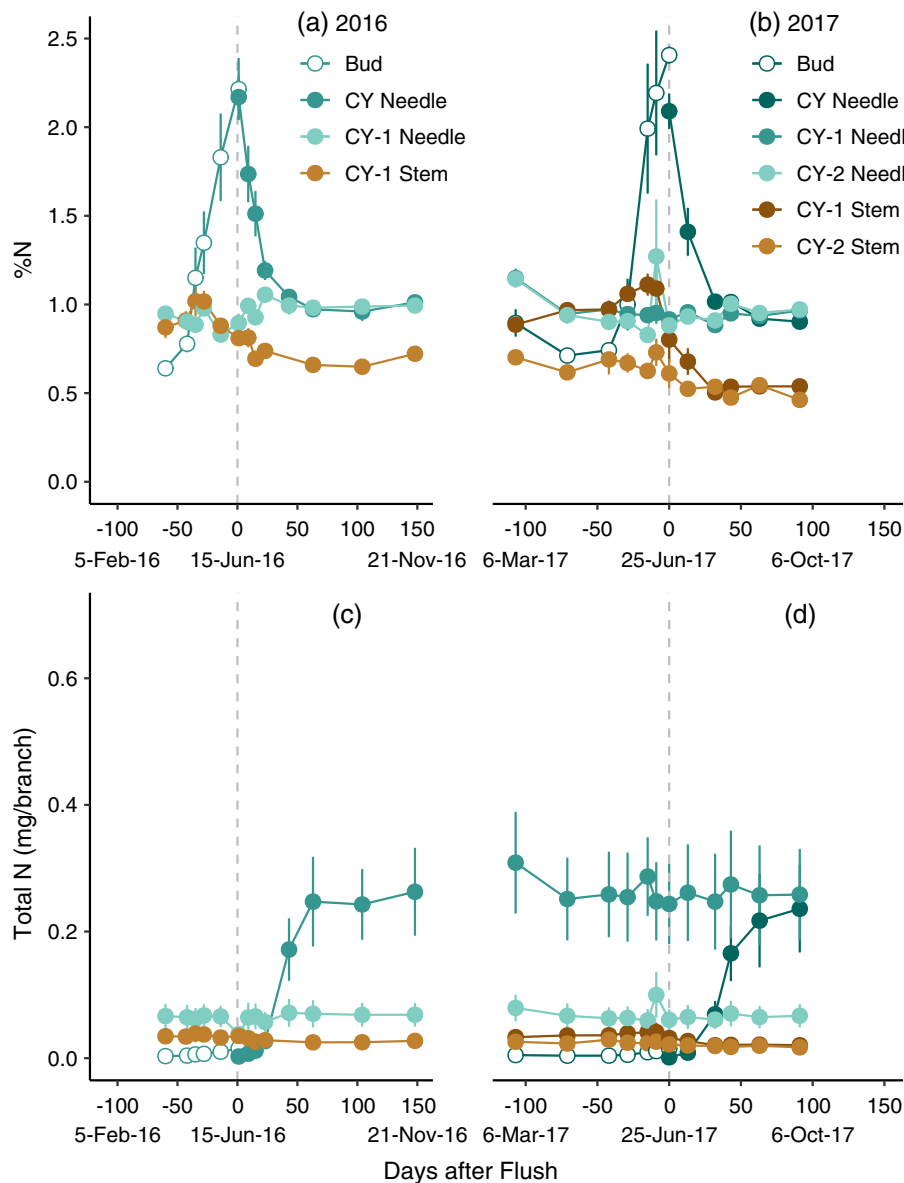 (a) 2016
Bud
CY Needle
CY-1 Needle
CY-1 Stem
(b) 2017
Bud
CY Needle
CY-1 Needl
CY-2 Needl
CY-1 Stem
CY-2 Stem
%N
2.5
2.0
1.5
1.0
0.5
0.0
-100 -50 0 50 100 150
5-Feb-16 15-Jun-16 21-Nov-16
-100 -50 0 50 100 150
6-Mar-17 25-Jun-17 6-Oct-17
(c)
(d)
Total N (mg/branch)
0.6
0.4
0.2
0.0
-100 -50 0 50 100 150
5-Feb-16 15-Jun-16 21-Nov-16
-100 -50 0 50 100 150
6-Mar-17 25-Jun-17 6-Oct-17
Days after Flush